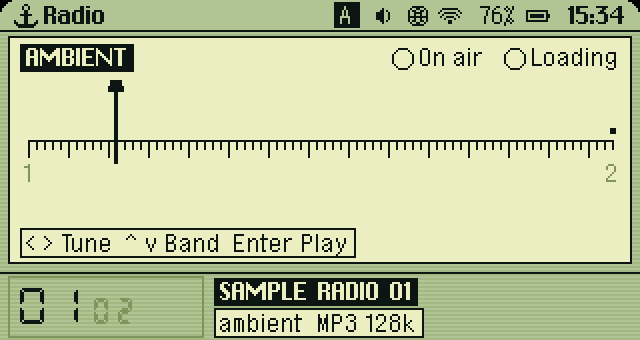 Radio A 76% 15:34
AMBIENT On air Loading
1 2
< > Tune ^ v Band Enter Play
01 02
SAMPLE RADIO 01
ambient MP3 128k